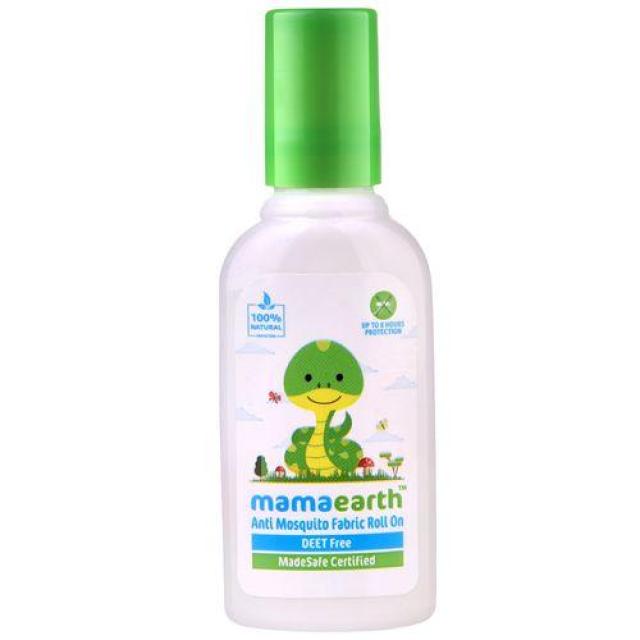 100%
NATURAL
UP TO 8 HOURS
PROTECTION
mamaearth™
Anti Mosquito Fabric Roll On
DEET Free
MadeSafe Certified